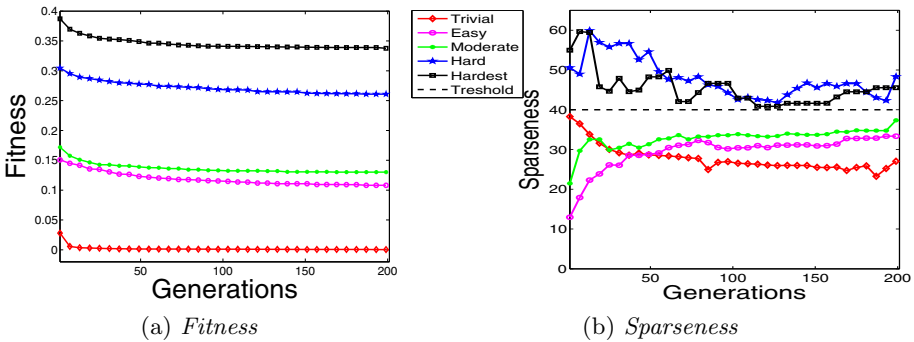 Fitness
0.4
0.35
0.3
0.25
0.2
0.15
0.1
0.05
0
50
100
150
200
Generations
(a) Fitness
Trivial
Easy
Moderate
Hard
Hardest
Treshold
Sparseness
60
50
40
30
20
10
0
50
100
150
200
Generations
(b) Sparseness